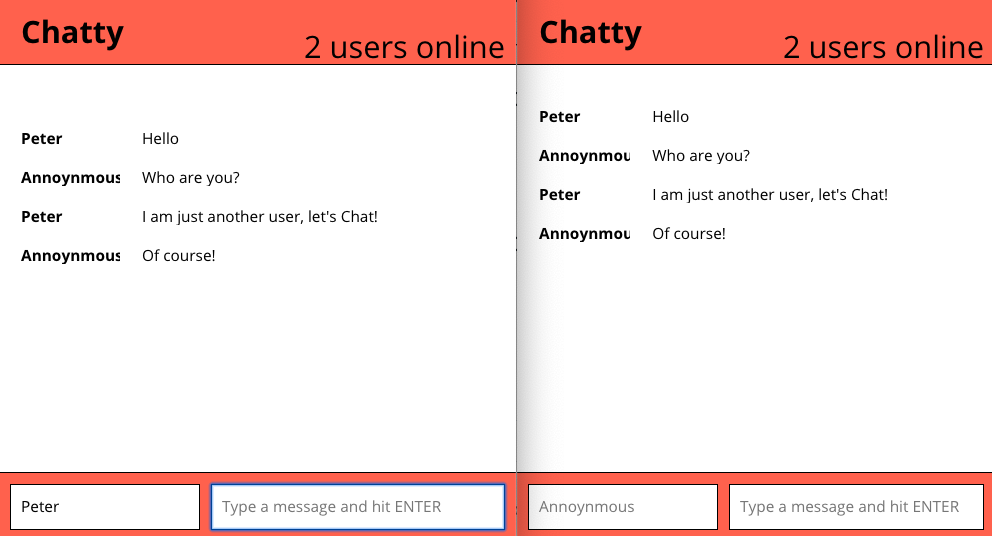 Chatty
2 users online
Peter Hello
Annoynmous Who are you?
Peter I am just another user, let's Chat!
Annoynmous Of course!
Peter
Type a message and hit ENTER
Chatty
2 users online
Peter Hello
Annoynmou Who are you?
Peter I am just another user, let's Chat!
Annoynmou Of course!
Annoynmous
Type a message and hit ENTER